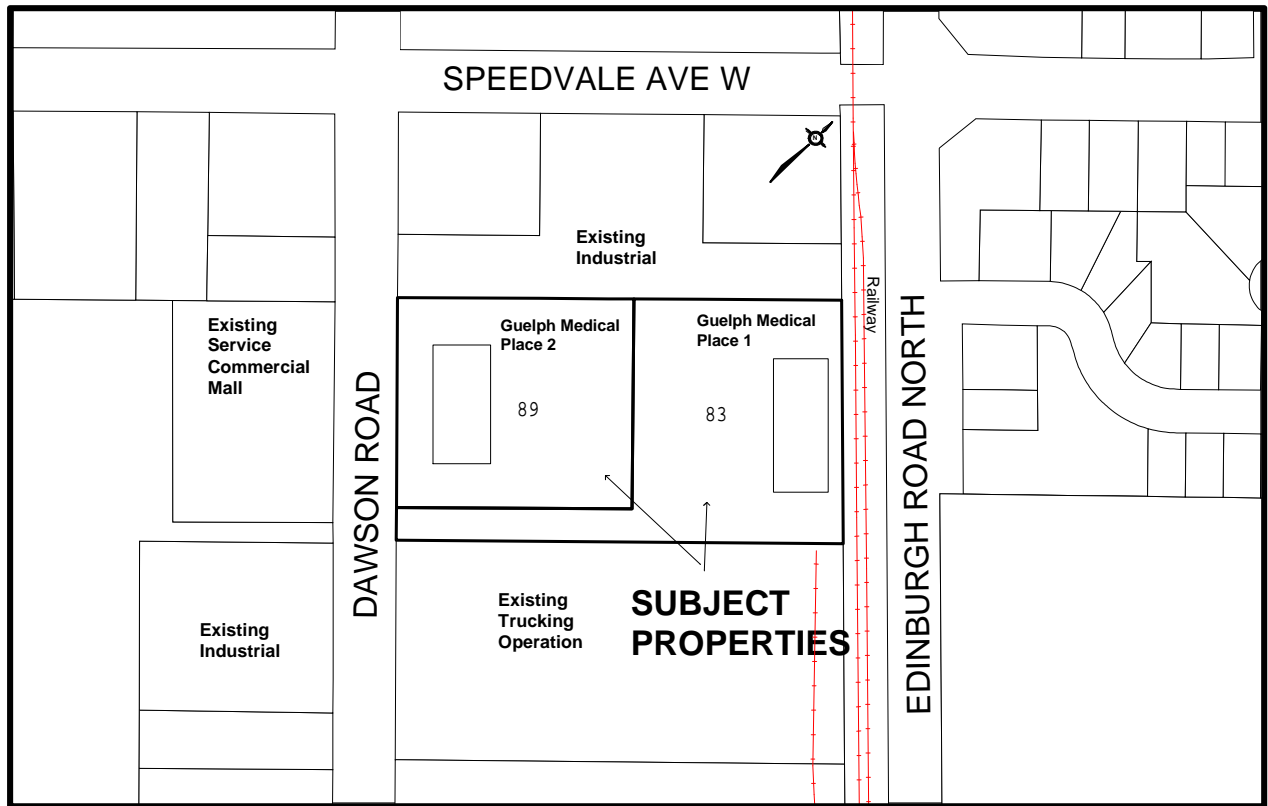 SPEEDVALE AVE W
N
Existing
Industrial
Railway
Existing
Service
Commercial
Mall
Guelph Medical
Place 2
Guelph Medical
Place 1
89
83
DAWSON ROAD
EDINBURGH ROAD NORTH
Existing
Industrial
Existing
Trucking
Operation
SUBJECT
PROPERTIES